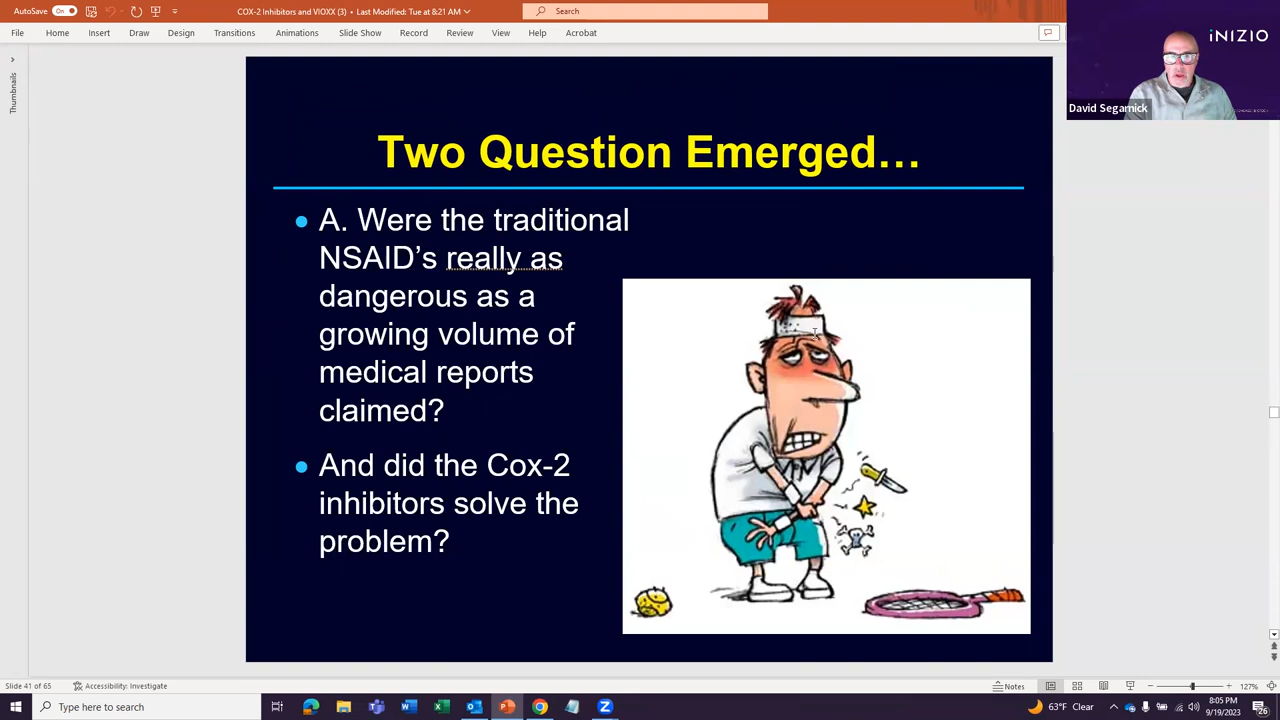 AutoSave On COX-2 Inhibitors and VIOXX (3) • Last Modified: Tue at 8:21 AM Search
File Home Insert Draw Design Transitions Animations Slide Show Record Review View Help Acrobat
iNIZIO
David Segarnick
Thumbnails
Two Question Emerged…
A. Were the traditional
NSAID’s really as
dangerous as a
growing volume of
medical reports
claimed?
And did the Cox-2
inhibitors solve the
problem?
Slide 41 of 65 Accessibility: Investigate Notes 127%
Type here to search 63°F Clear 8:05 PM
9/19/2023 26